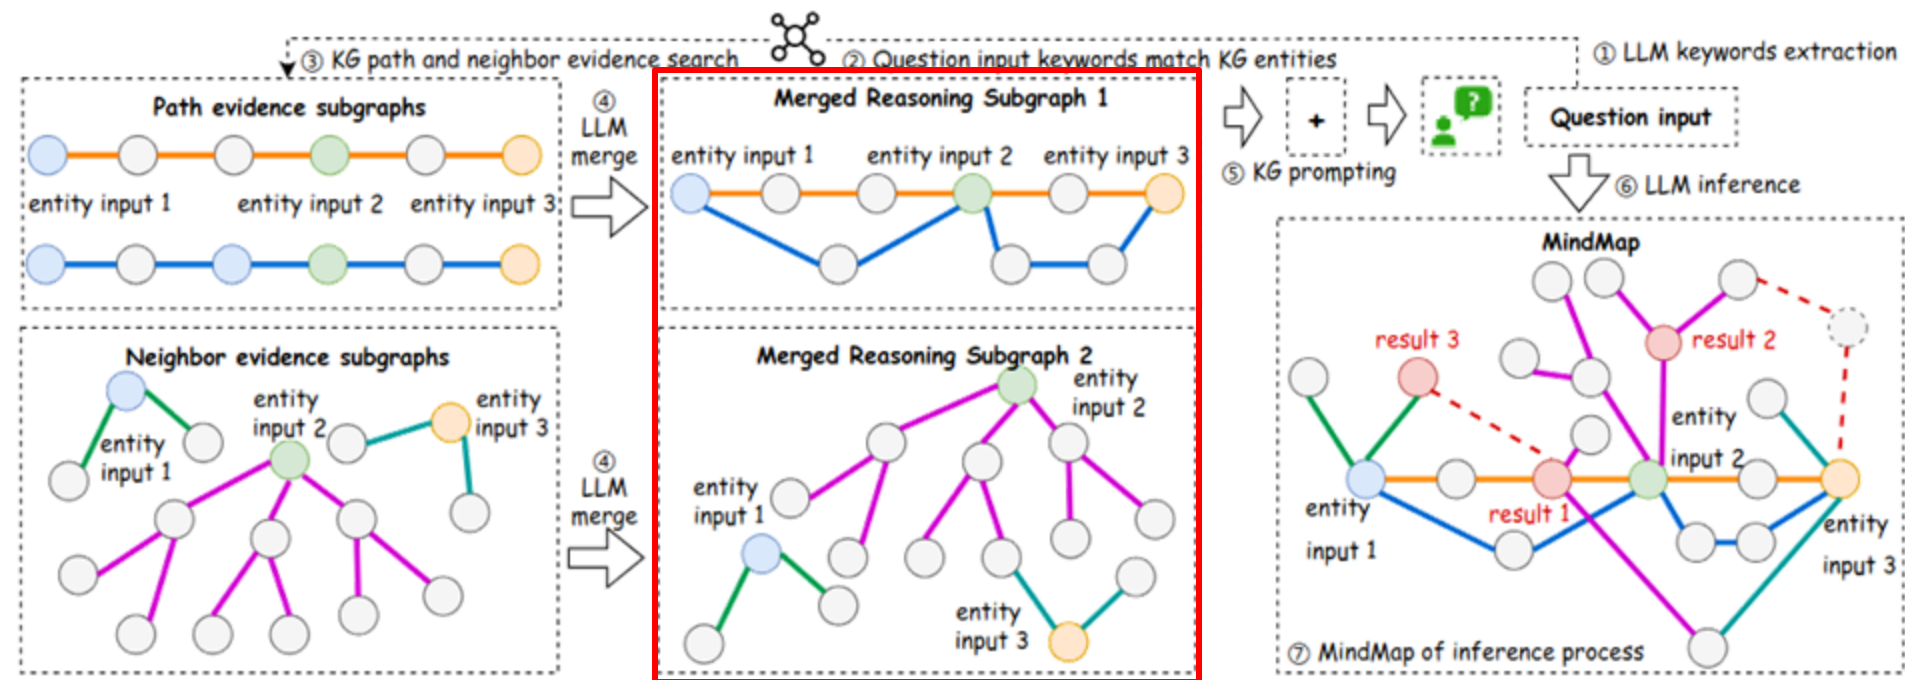 ③ KG path and neighbor evidence search
② Question input keywords match KG entities
① LLM keywords extraction
Path evidence subgraphs
entity input 1
entity input 2
entity input 3
④
LLM
merge
Merged Reasoning Subgraph 1
entity input 1
entity input 2
entity input 3
+
?
⑤ KG prompting
Question input
⑥ LLM inference
Neighbor evidence subgraphs
entity
input 1
entity
input 2
entity
input 3
④
LLM
merge
Merged Reasoning Subgraph 2
entity
input 2
entity
input 1
entity
input 3
MindMap
result 3
result 2
entity
input 2
result 1
entity
input 1
entity
input 3
⑦ MindMap of inference process